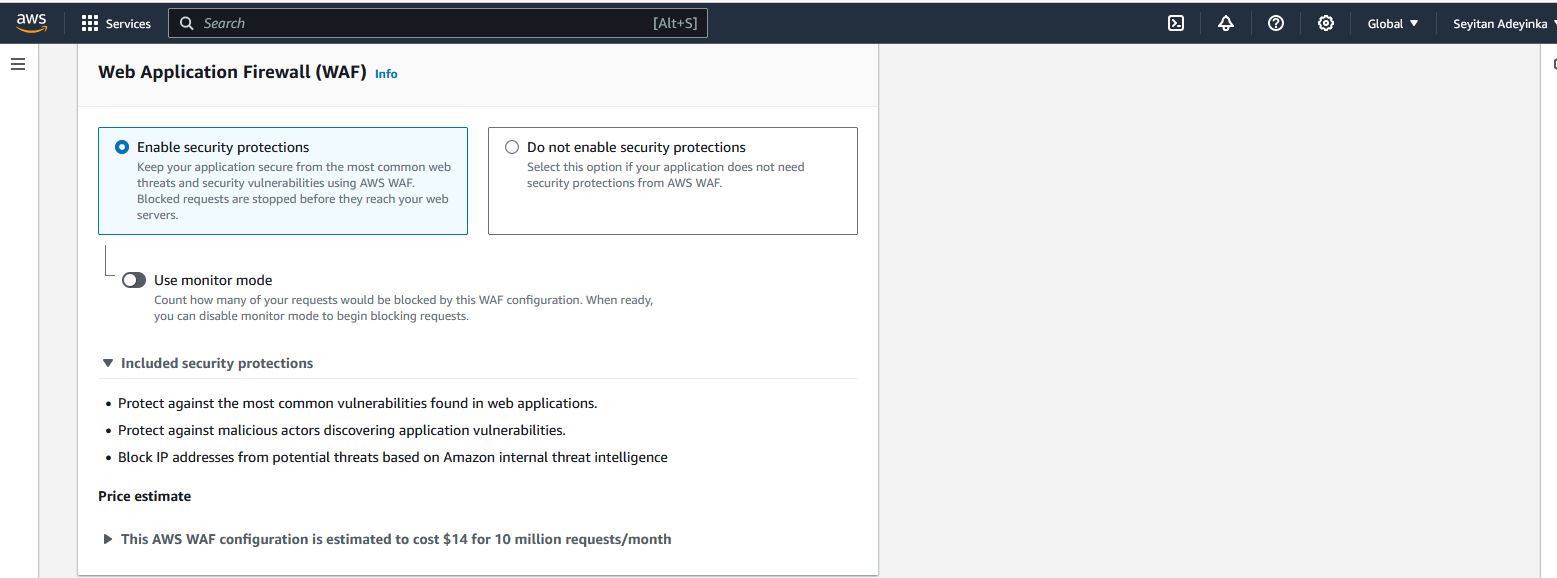 aws
Services
Search
[Alt+S]
Global
Seyitan Adeyinka
Web Application Firewall (WAF) Info
Enable security protections
Keep your application secure from the most common web
threats and security vulnerabilities using AWS WAF.
Blocked requests are stopped before they reach your web
servers.
Do not enable security protections
Select this option if your application does not need
security protections from AWS WAF.
Use monitor mode
Count how many of your requests would be blocked by this WAF configuration. When ready,
you can disable monitor mode to begin blocking requests.
Included security protections
• Protect against the most common vulnerabilities found in web applications.
• Protect against malicious actors discovering application vulnerabilities.
• Block IP addresses from potential threats based on Amazon internal threat intelligence
Price estimate
This AWS WAF configuration is estimated to cost $14 for 10 million requests/month